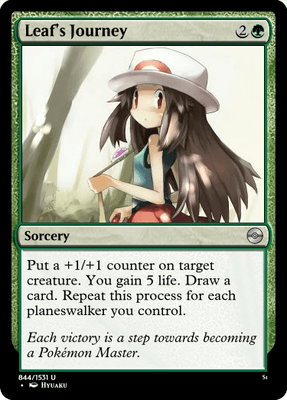 Leaf's Journey 2
Sorcery
Put a +1/+1 counter on target
creature. You gain 5 life. Draw a
card. Repeat this process for each
planeswalker you control.
Each victory is a step towards becoming
a Pokémon Master.
844/1531 U
• Hyuaku